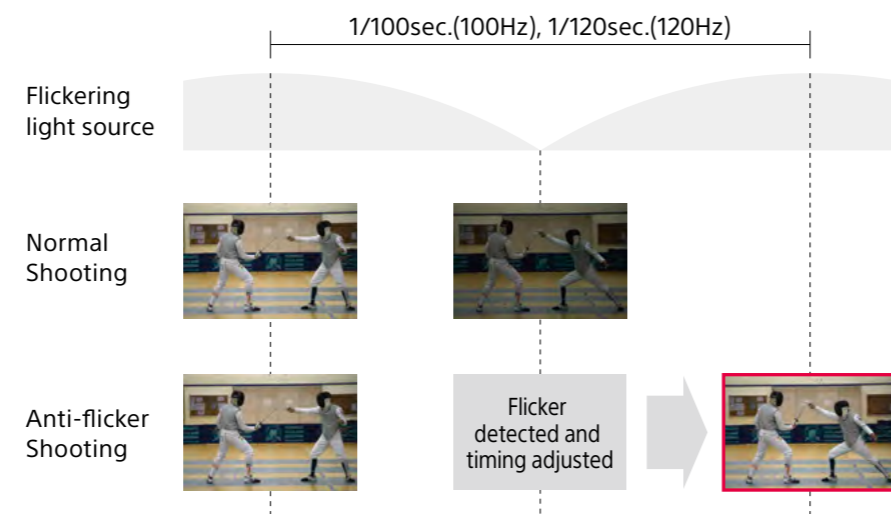 1/100sec.(100Hz), 1/120sec.(120Hz)
Flickering
light source
Normal
Shooting
Anti-flicker
Shooting
Flicker
detected and
timing adjusted